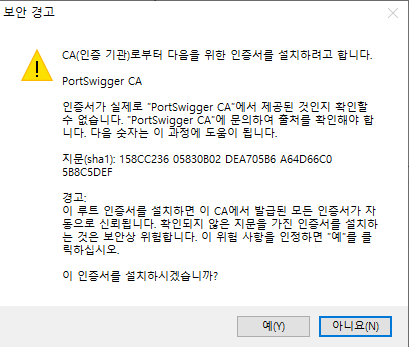 보안 경고
CA(인증 기관)로부터 다음을 위한 인증서를 설치하려고 합니다.
PortSwigger CA
인증서가 실제로 "PortSwigger CA"에서 제공된 것인지 확인할
수 없습니다. "PortSwigger CA"에 문의하여 출처를 확인해야 합
니다. 다음 숫자는 이 과정에 도움이 됩니다.
지문(sha1): 158CC236 05830B02 DEA705B6 A64D66C0
5B8C5DEF
경고:
이 루트 인증서를 설치하면 이 CA에서 발급된 모든 인증서가 자
동으로 신뢰됩니다. 확인되지 않은 지문을 가진 인증서를 설치하
는 것은 보안상 위험합니다. 이 위험 사항을 인정하면 "예"를 클
릭하십시오.
이 인증서를 설치하시겠습니까?
예(Y)
아니요(N)